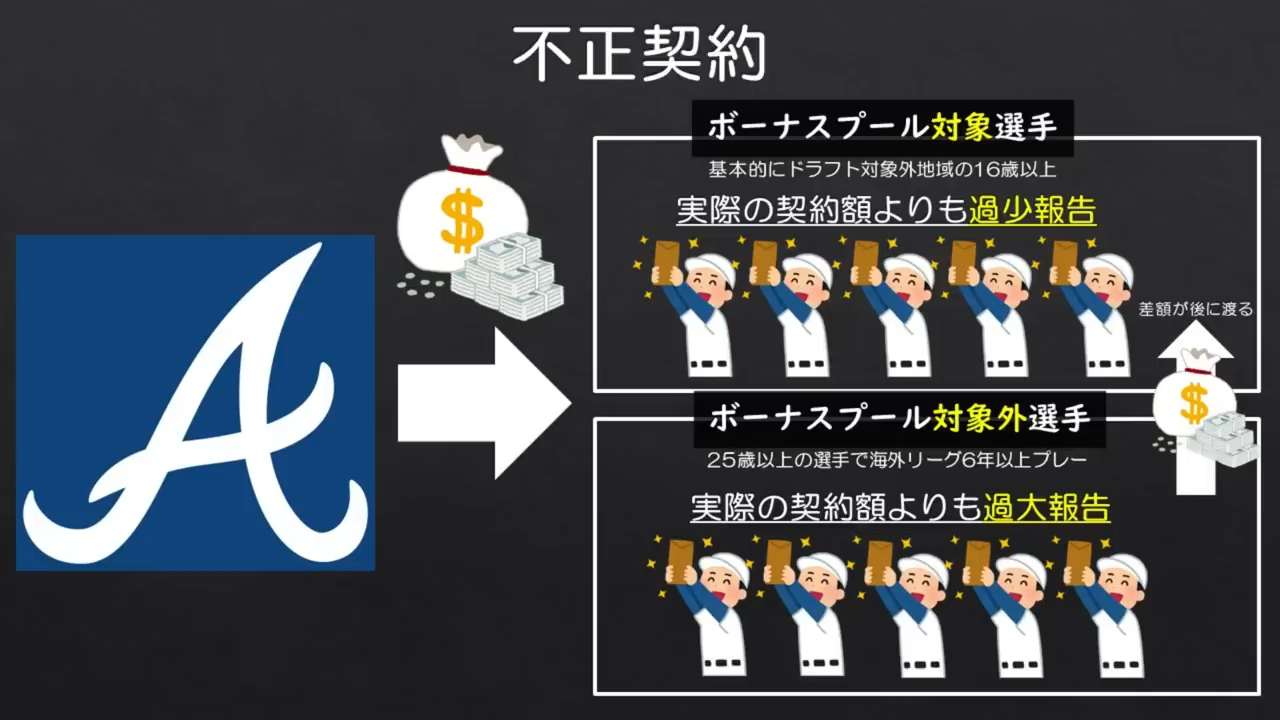 不正契約
ボーナスプール対象選手
基本的にドラフト対象外地域の16歳以上
実際の契約額よりも過少報告
差額が後に渡る
ボーナスプール対象外選手
25歳以上の選手で海外リーグ6年以上プレー
実際の契約額よりも過大報告
$
$
A